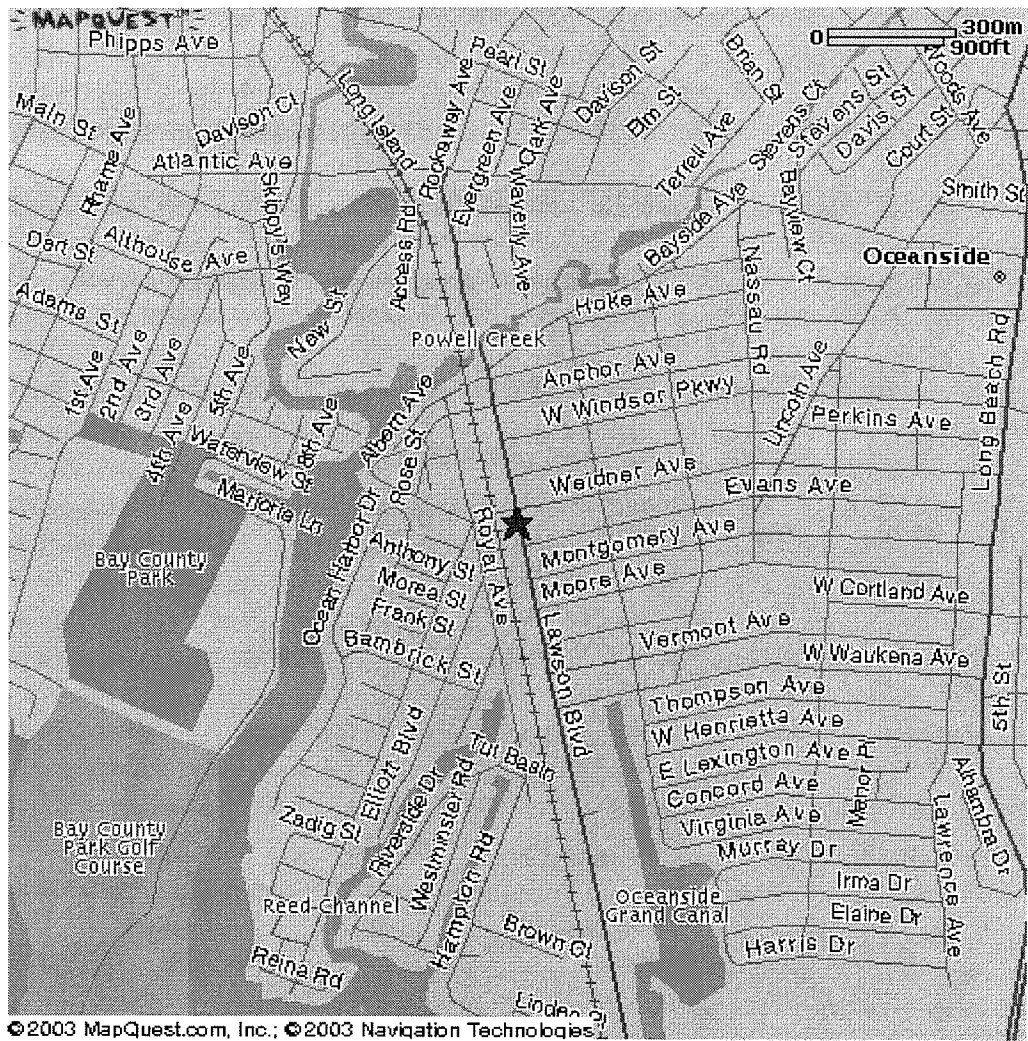 MAPQUEST
0 300m
900ft
Phipps Ave
Pearl St
Davison St
Brian St
Woods Ave
Long Island
Rockaway Ave
Evergreen Ave
Clark Ave
Elm St
Stevens Ct
Stevens St
Davis St
Court St
Main St
Rhame Ave
Davison Ct
Atlantic Ave
Terrell Ave
Smith St
Skippy's Way
Access Rd
Waverly Ave
Bayside Ave
Bayview Ct
Dart St
Althouse Ave
Oceanside
Adams St
New St
Hoke Ave
Nassau Rd
Powell Creek
Long Beach Rd
1st Ave
2nd Ave
3rd Ave
4th Ave
5th Ave
8th Ave
Anchor Ave
W Windsor Pkwy
Lincoln Ave
Perkins Ave
Waterview St
Marjorie Ln
Alborn Ave
Rose St
Weidner Ave
Evans Ave
Bay County
Park
Ocean Harbor Dr
Royal Ave
Anthony St
Morea St
Frank St
Bambrick St
Montgomery Ave
Moore Ave
W Cortland Ave
Lawson Blvd
Vermont Ave
W Waukena Ave
5th St
Thompson Ave
W Henrietta Ave
E Lexington Ave
Manor Pl
Concord Ave
Virginia Ave
Murray Dr
Alhambra Dr
Lawrence Ave
Elliott Blvd
Tut Basin
Riverside Dr
Westminster Rd
Hampton Rd
Zadig St
Bay County
Park Golf
Course
Reed Channel
Oceanside
Grand Canal
Irma Dr
Elaine Dr
Harris Dr
Brown Ct
Reina Rd
Linden St
©2003 MapQuest.com, Inc.; ©2003 Navigation Technologies